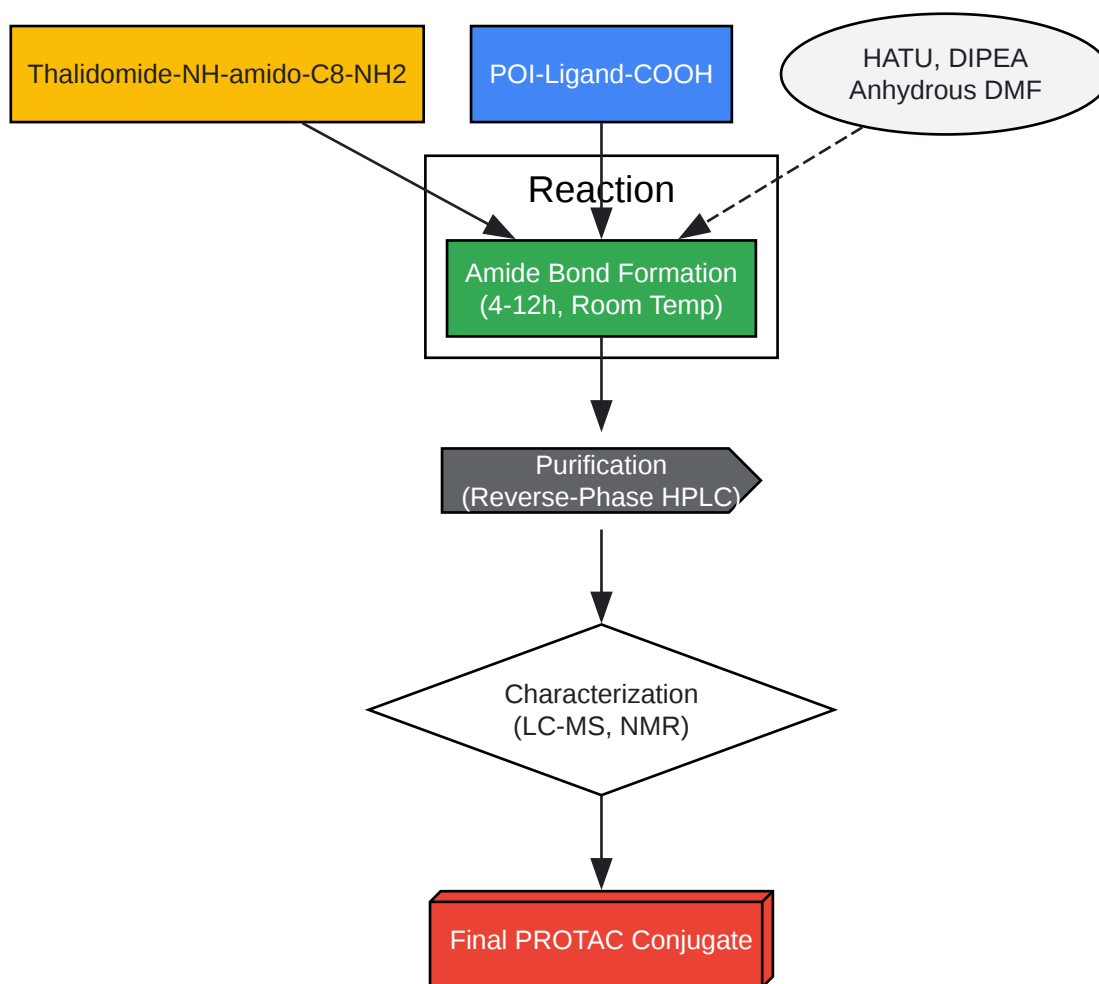 Thalidomide-NH-amido-C8-NH2
POI-Ligand-COOH
HATU, DIPEA
Anhydrous DMF
Reaction
Amide Bond Formation
(4-12h, Room Temp)
Purification
(Reverse-Phase HPLC)
Characterization
(LC-MS, NMR)
Final PROTAC Conjugate